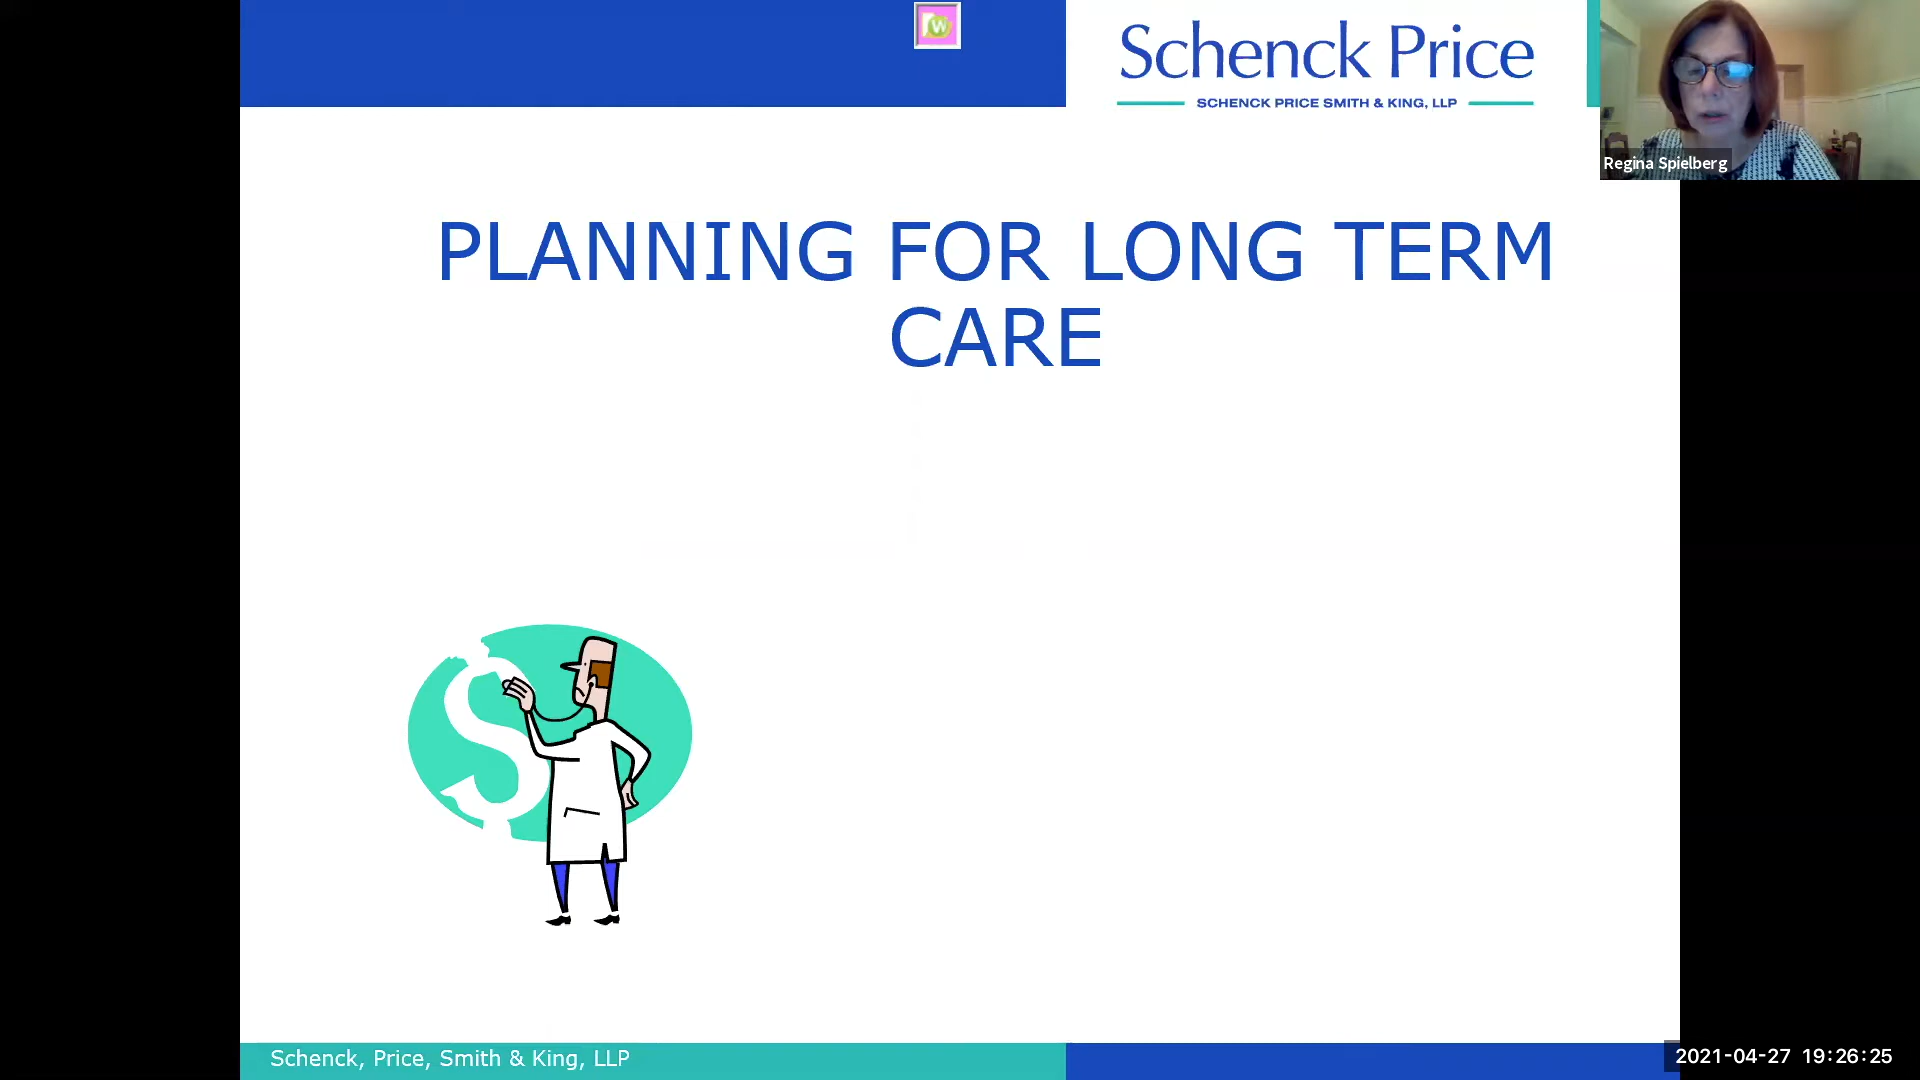 W
Schenck Price
SCHENCK PRICE SMITH & KING, LLP
Regina Spielberg
PLANNING FOR LONG TERM
CARE
$
Schenck, Price, Smith & King, LLP
2021-04-27 19:26:25